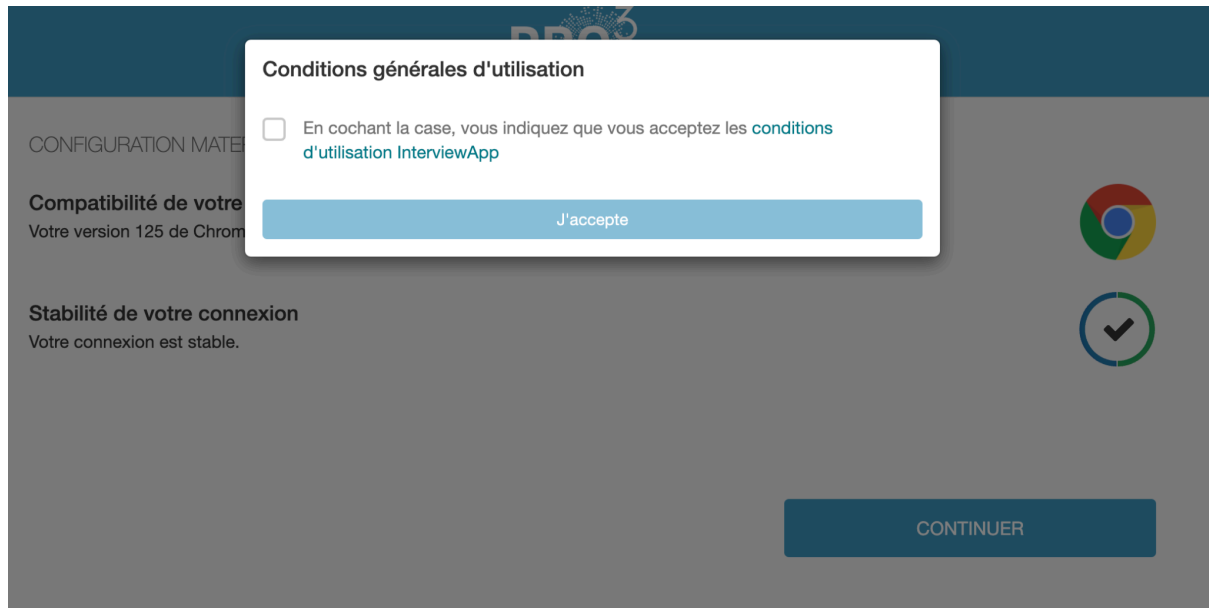 Conditions générales d'utilisation
En cochant la case, vous indiquez que vous acceptez les conditions
d'utilisation InterviewApp
J'accepte
CONFIGURATION
Compatibilité de votre
Votre version 125 de Chrom
Stabilité de votre connexion
Votre connexion est stable.
CONTINUER